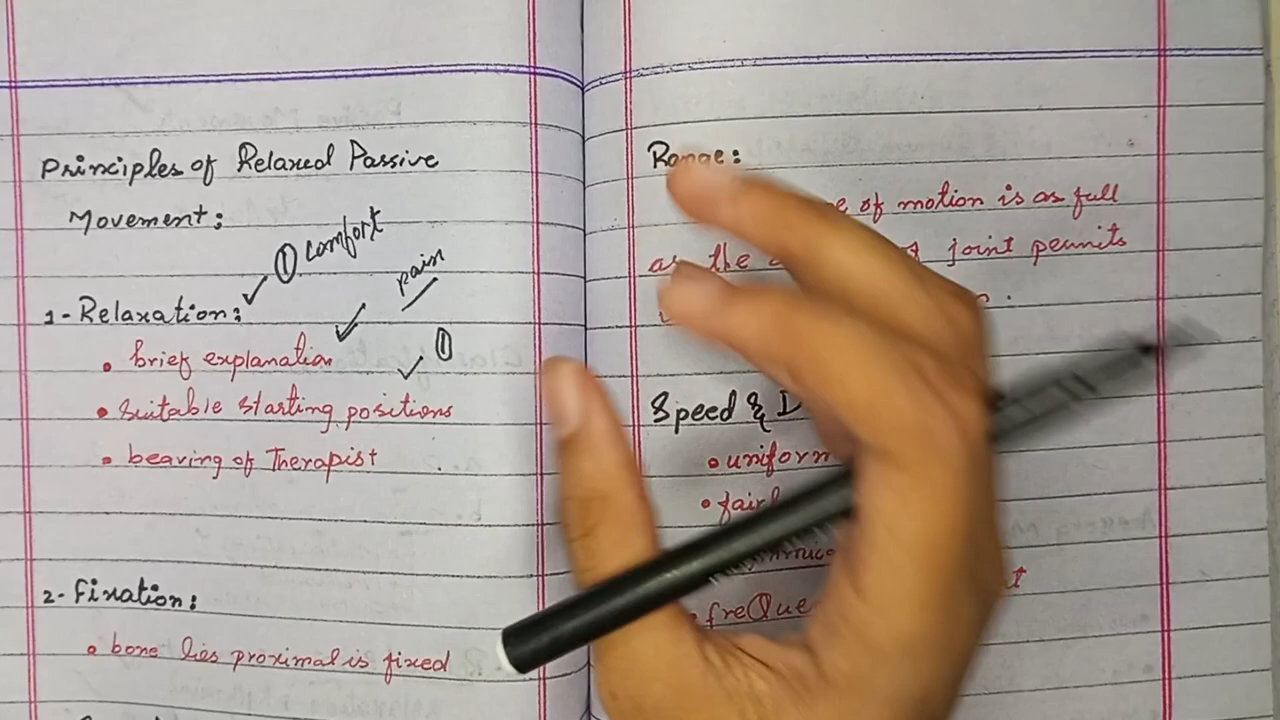 Principles of Relaxed Passive
Movement:
① comfort
pain
1- Relaxation:
• brief explanation
①
• suitable starting positions
• bearing of Therapist
2- Fixation:
• bone lies proximal is fixed
Range:
of motion is as full
as the joint permits
Speed &
• uniform
•
freQue